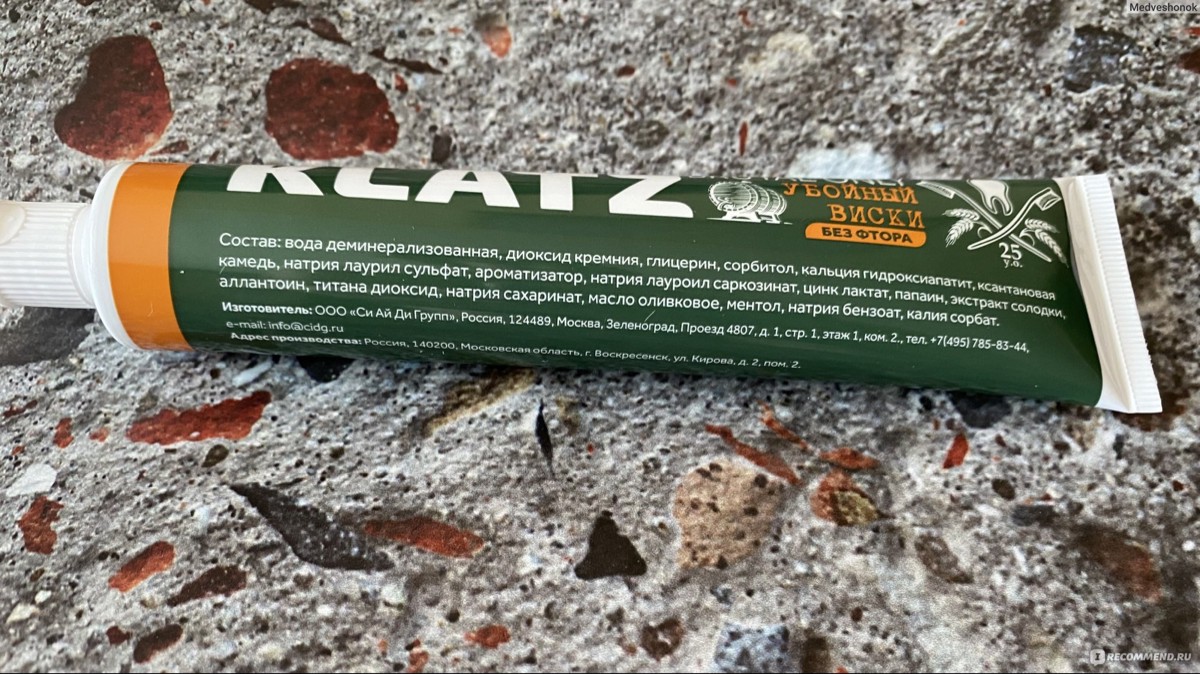 Medveshonok
KLATZ
УБОЙНЫЙ
ВИСКИ
БЕЗ ФТОРА
25
y.o.
Состав: вода деминерализованная, диоксид кремния, глицерин, сорбитол, кальция гидроксиапатит, ксантановая
камедь, натрия лаурил сульфат, ароматизатор, натрия лауроил саркозинат, цинк лактат, папаин, экстракт солодки,
аллантоин, титана диоксид, натрия сахаринат, масло оливковое, ментол, натрия бензоат, калия сорбат.
Изготовитель: ООО «Си Ай Ди Групп», Россия, 124489, Москва, Зеленоград, Проезд 4807, д. 1, стр. 1, этаж 1, ком. 2., тел. +7(495) 785-83-44,
e-mail: info@cidg.ru
Адрес производства: Россия, 140200, Московская область, г. Воскресенск, ул. Кирова, д. 2, пом. 2.
IRECOMMEND.RU